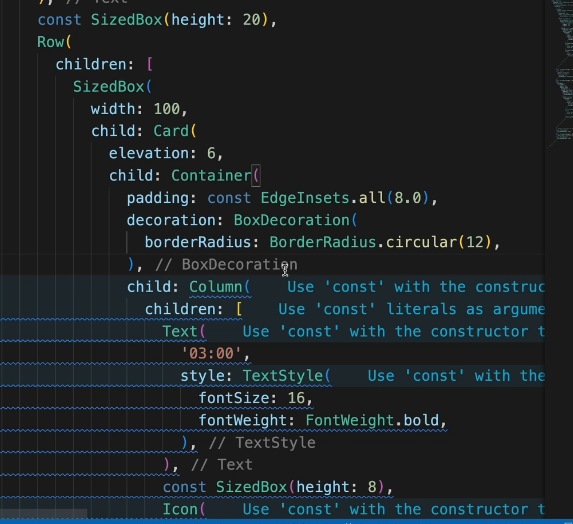 ), // Text
const SizedBox(height: 20),
Row(
children: [
SizedBox(
width: 100,
child: Card(
elevation: 6,
child: Container(
padding: const EdgeInsets.all(8.0),
decoration: BoxDecoration(
borderRadius: BorderRadius.circular(12),
), // BoxDecoration
child: Column( Use 'const' with the construc
children: [ Use 'const' literals as argume
Text( Use 'const' with the constructor t
'03:00',
style: TextStyle( Use 'const' with the
fontSize: 16,
fontWeight: FontWeight.bold,
), // TextStyle
), // Text
const SizedBox(height: 8),
Icon( Use 'const' with the constructor t